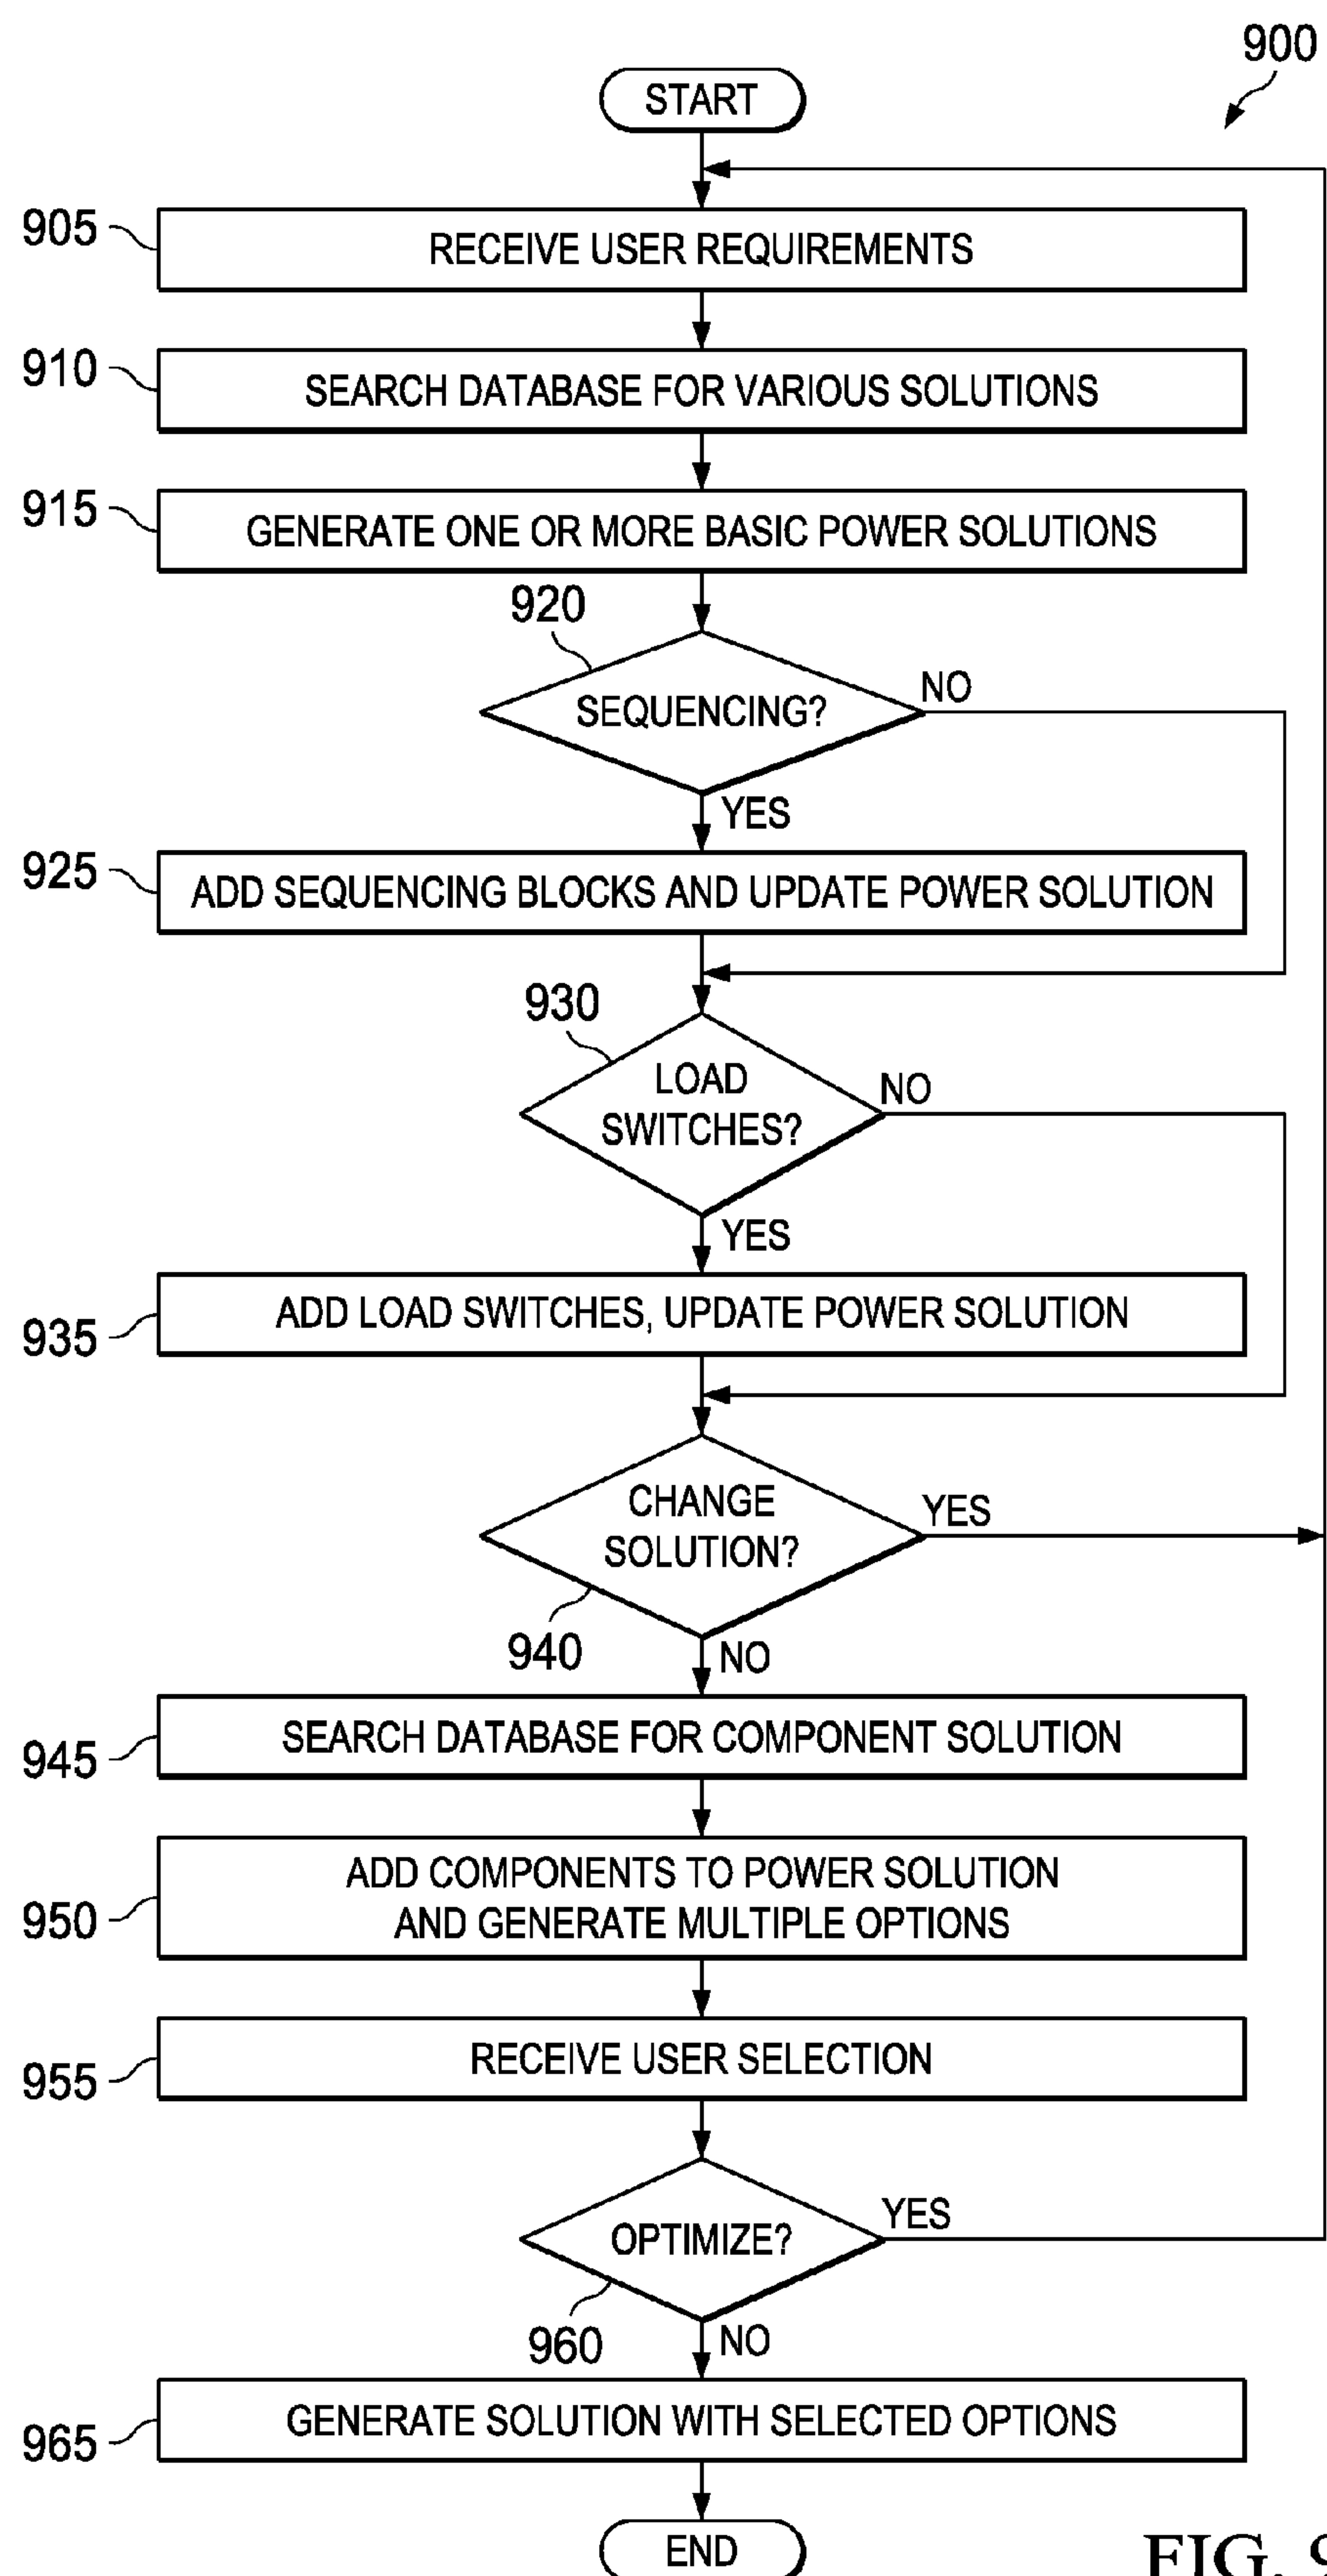 900
START
905
RECEIVE USER REQUIREMENTS
910
SEARCH DATABASE FOR VARIOUS SOLUTIONS
915
GENERATE ONE OR MORE BASIC POWER SOLUTIONS
920
SEQUENCING?
NO
YES
925
ADD SEQUENCING BLOCKS AND UPDATE POWER SOLUTION
930
LOAD
SWITCHES?
NO
YES
935
ADD LOAD SWITCHES, UPDATE POWER SOLUTION
CHANGE
SOLUTION?
YES
940
NO
945
SEARCH DATABASE FOR COMPONENT SOLUTION
950
ADD COMPONENTS TO POWER SOLUTION
AND GENERATE MULTIPLE OPTIONS
955
RECEIVE USER SELECTION
OPTIMIZE?
YES
960
NO
965
GENERATE SOLUTION WITH SELECTED OPTIONS
END
FIG. 9